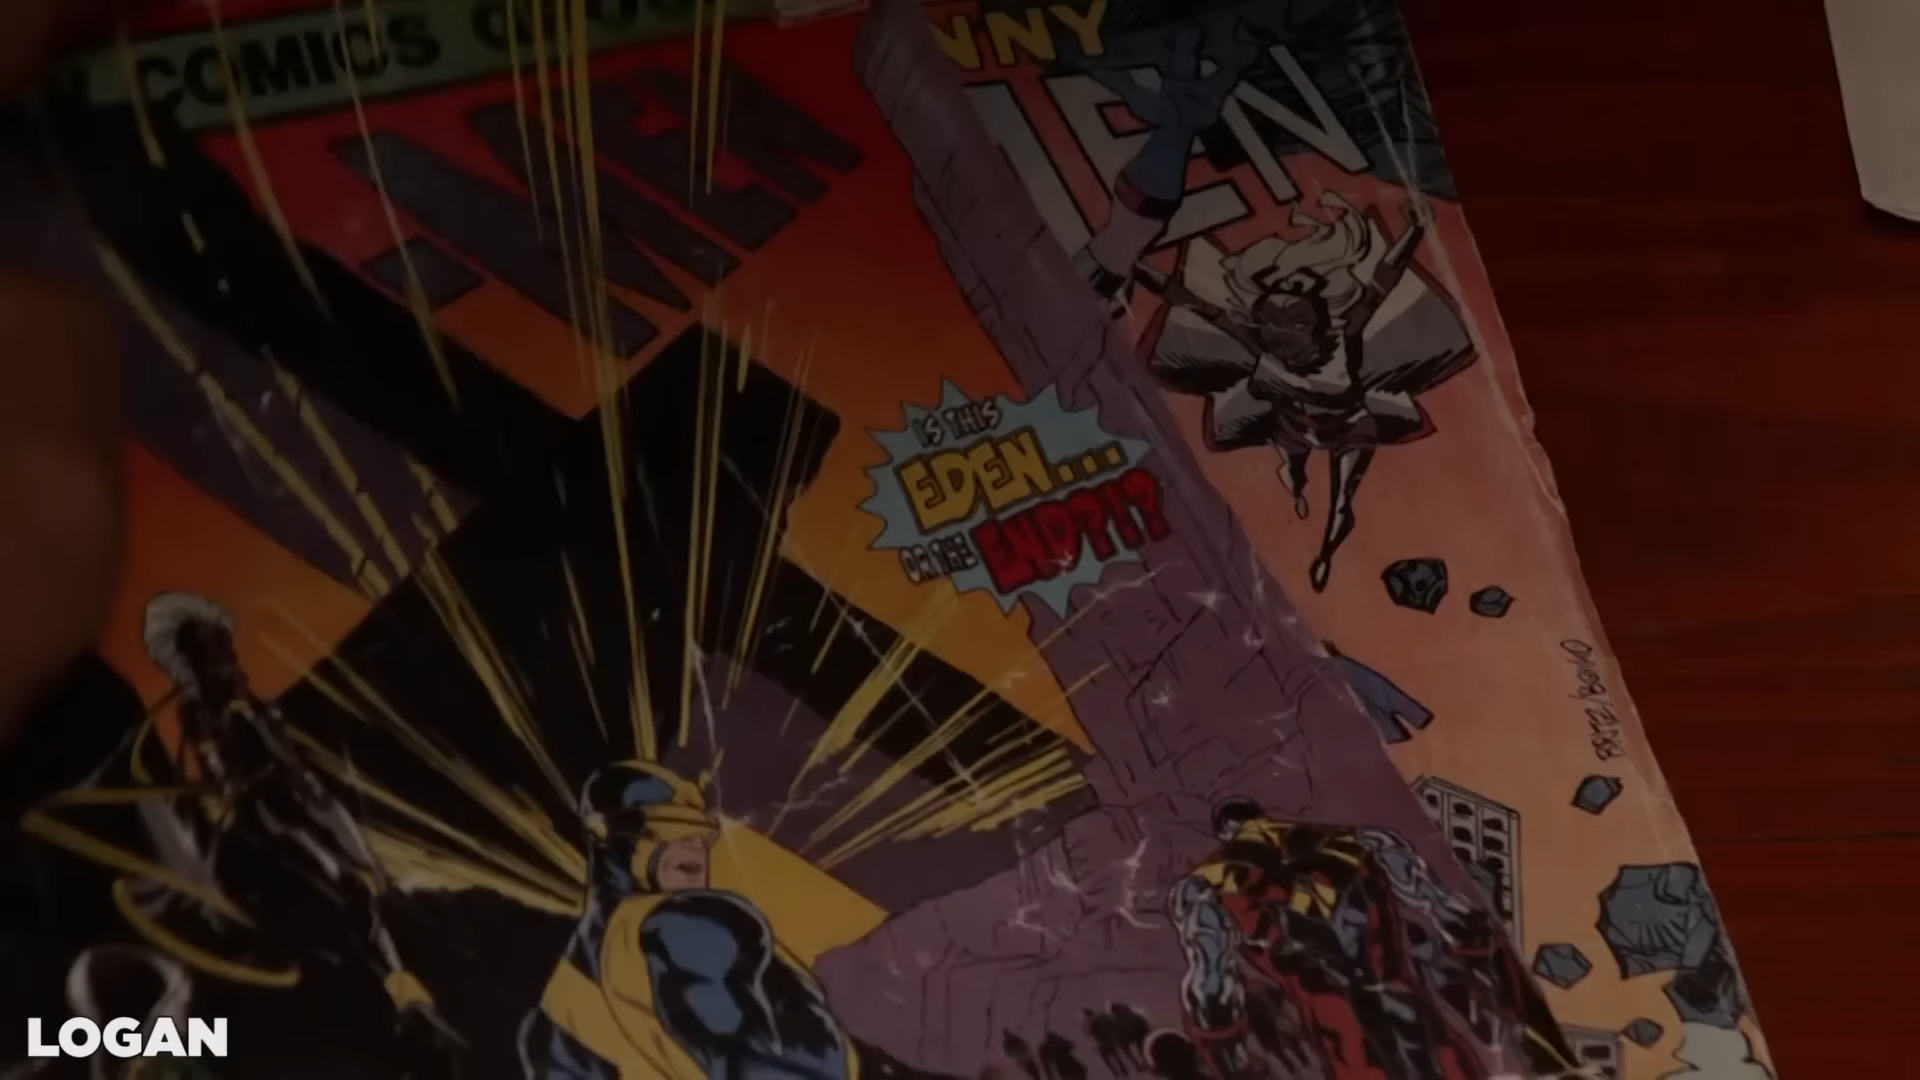 COMICS
-MEN
NNY
MEN
IS THIS
EDEN...
OR THE END?!?
LOGAN